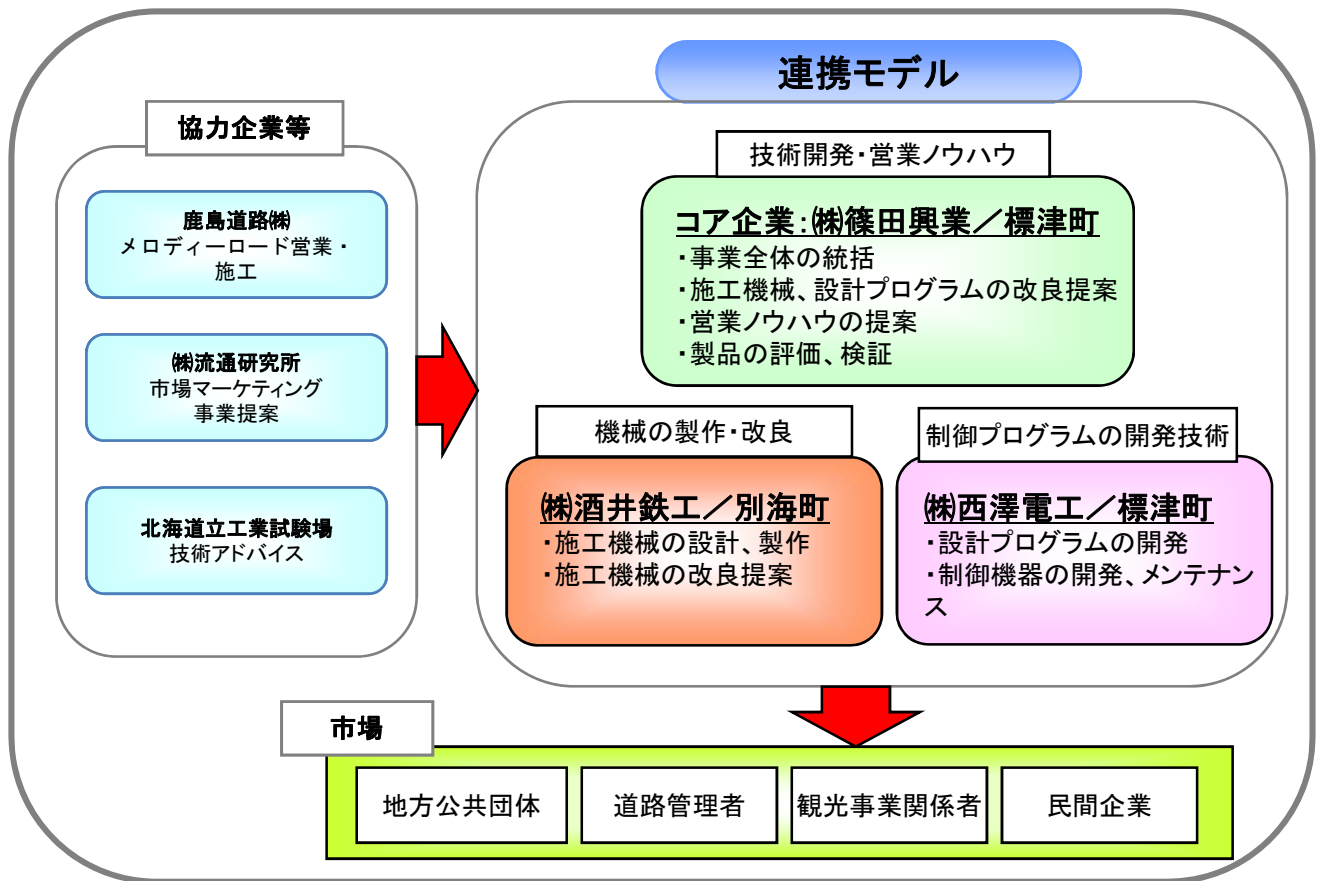 連携モデル
協力企業等
鹿島道路㈱
メロディーロード営業・
施工
㈱流通研究所
市場マーケティング
事業提案
北海道立工業試験場
技術アドバイス
技術開発・営業ノウハウ
コア企業：㈱篠田興業／標津町
・事業全体の統括
・施工機械、設計プログラムの改良提案
・営業ノウハウの提案
・製品の評価、検証
機械の製作・改良
㈱酒井鉄工／別海町
・施工機械の設計、製作
・施工機械の改良提案
制御プログラムの開発技術
㈱西澤電工／標津町
・設計プログラムの開発
・制御機器の開発、メンテナン
ス
市場
地方公共団体
道路管理者
観光事業関係者
民間企業